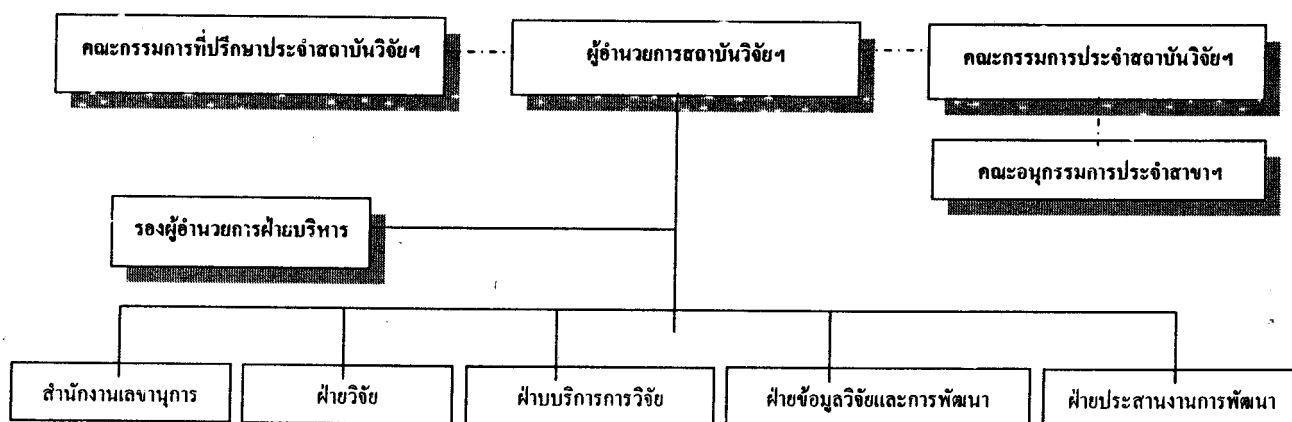 คณะกรรมการที่ปรึกษาประจำสถาบันวิจัยฯ
ผู้อำนวยการสถาบันวิจัยฯ
คณะกรรมการประจำสถาบันวิจัยฯ
คณะอนุกรรมการประจำสาขาฯ
รองผู้อำนวยการฝ่ายบริหาร
สำนักงานเลขานุการ
ฝ่ายวิจัย
ฝ่าบบริการการวิจัย
ฝ่ายข้อมูลวิจัยและการพัฒนา
ฝ่ายประสานงานการพัฒนา